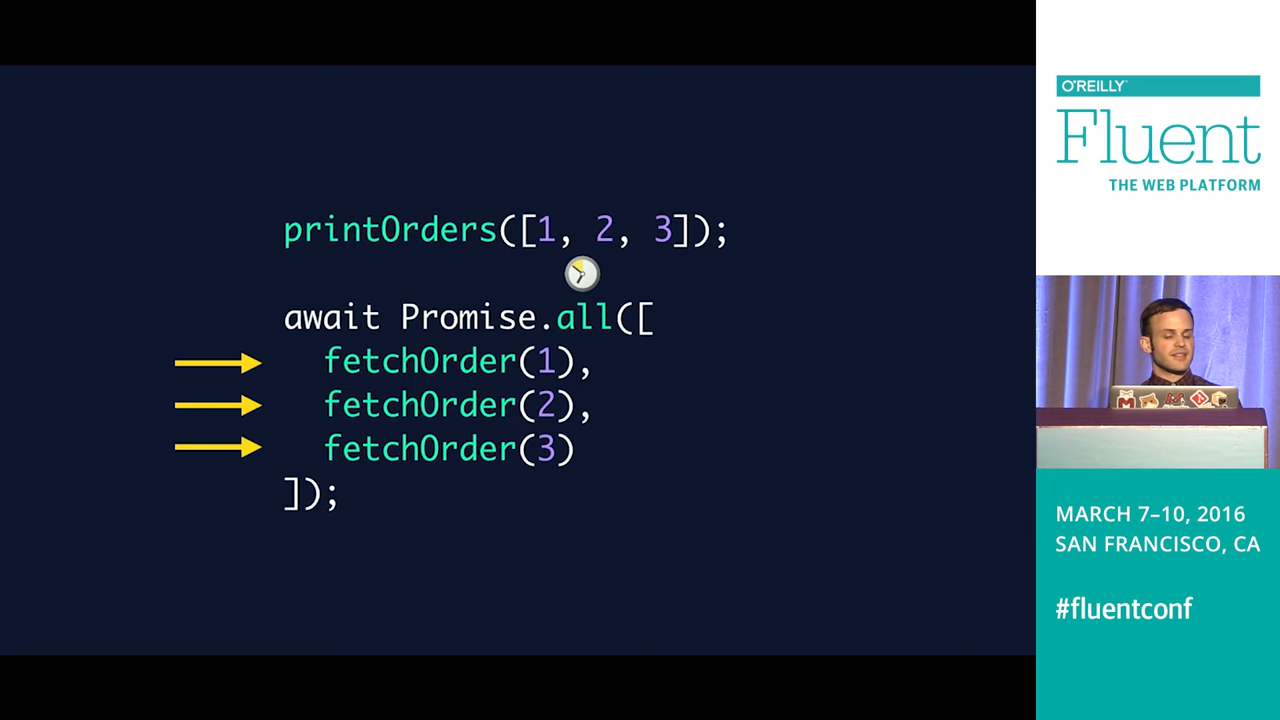 printOrders([1, 2, 3]);
await Promise.all([
fetchOrder(1),
fetchOrder(2),
fetchOrder(3)
]);
O'REILLY®
Fluent
THE WEB PLATFORM
MARCH 7–10, 2016
SAN FRANCISCO, CA
#fluentconf